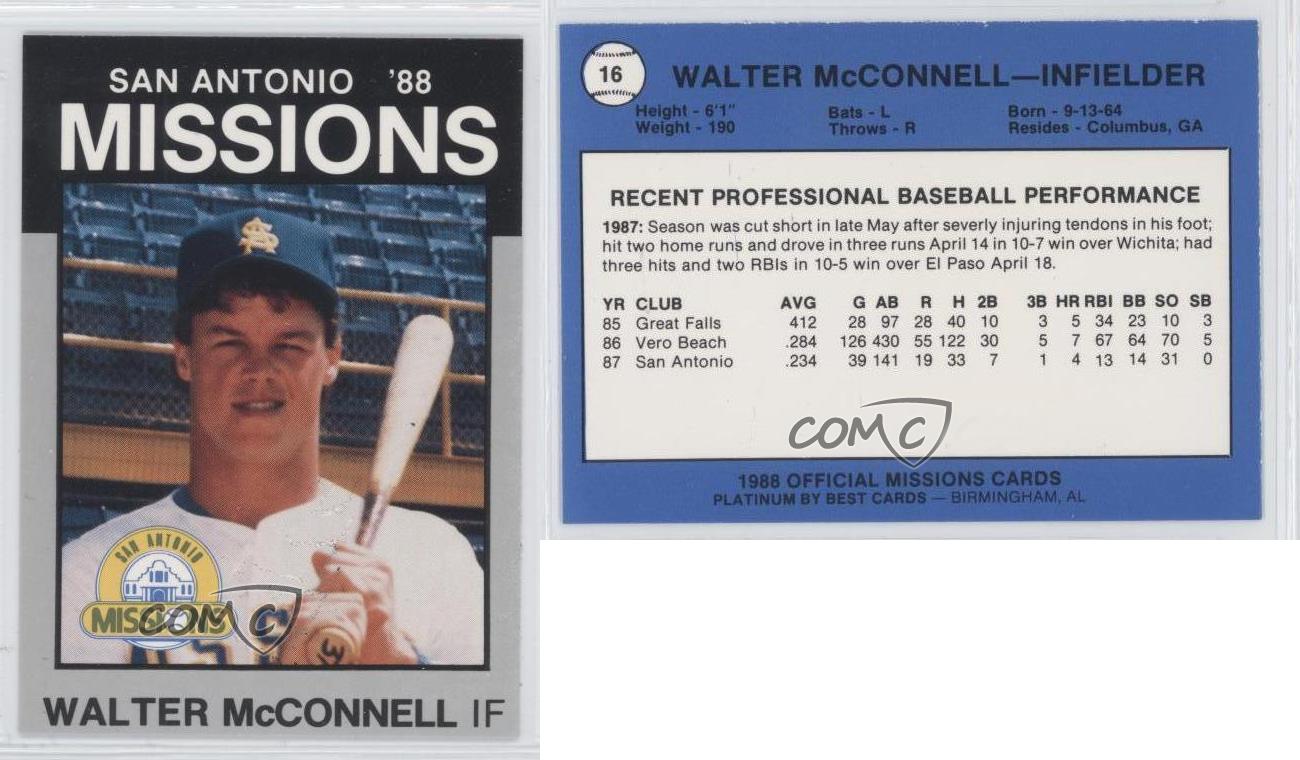 SAN ANTONIO '88
MISSIONS
SA
SAN ANTONIO
MISSIONS
COMC
WALTER McCONNELL IF
16
WALTER McCONNELL—INFIELDER
Height - 6'1" Bats - L Born - 9-13-64
Weight - 190 Throws - R Resides - Columbus, GA
RECENT PROFESSIONAL BASEBALL PERFORMANCE
1987: Season was cut short in late May after severly injuring tendons in his foot;
hit two home runs and drove in three runs April 14 in 10-7 win over Wichita; had
three hits and two RBIs in 10-5 win over El Paso April 18.
YR CLUB AVG G AB R H 2B 3B HR RBI BB SO SB
85 Great Falls 412 28 97 28 40 10 3 5 34 23 10 3
86 Vero Beach .284 126 430 55 122 30 5 7 67 64 70 5
87 San Antonio .234 39 141 19 33 7 1 4 13 14 31 0
COMC
1988 OFFICIAL MISSIONS CARDS
PLATINUM BY BEST CARDS — BIRMINGHAM, AL